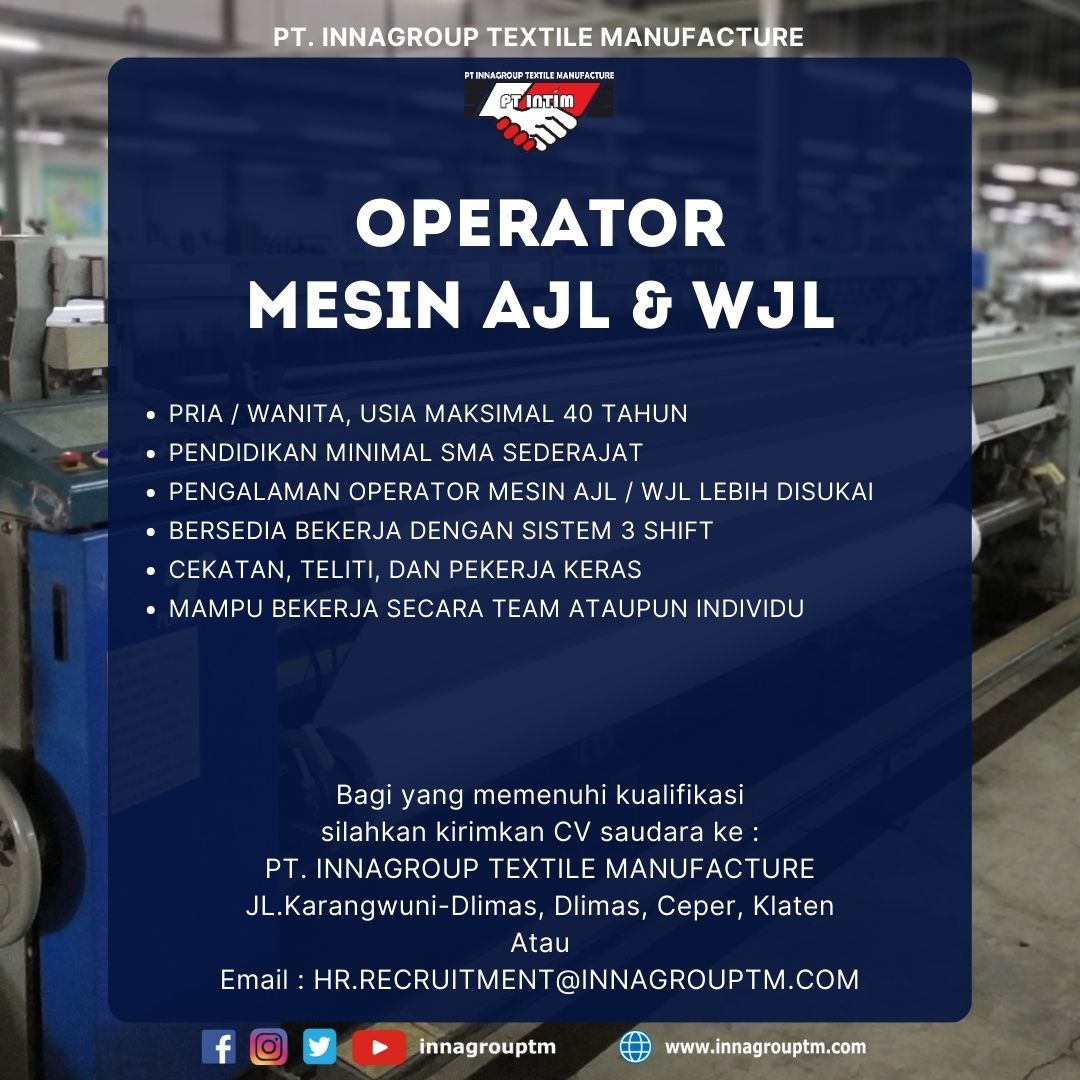 PT. INNAGROUP TEXTILE MANUFACTURE
PT INNAGROUP TEXTILE MANUFACTURE
PT INTIM
OPERATOR
MESIN AJL & WJL
• PRIA / WANITA, USIA MAKSIMAL 40 TAHUN
• PENDIDIKAN MINIMAL SMA SEDERAJAT
• PENGALAMAN OPERATOR MESIN AJL / WJL LEBIH DISUKAI
• BERSEDIA BEKERJA DENGAN SISTEM 3 SHIFT
• CEKATAN, TELITI, DAN PEKERJA KERAS
• MAMPU BEKERJA SECARA TEAM ATAUPUN INDIVIDU
Bagi yang memenuhi kualifikasi
silahkan kirimkan CV saudara ke :
PT. INNAGROUP TEXTILE MANUFACTURE
JL.Karangwuni-Dlimas, Dlimas, Ceper, Klaten
Atau
Email : HR.RECRUITMENT@INNAGROUPTM.COM
innagrouptm www.innagrouptm.com